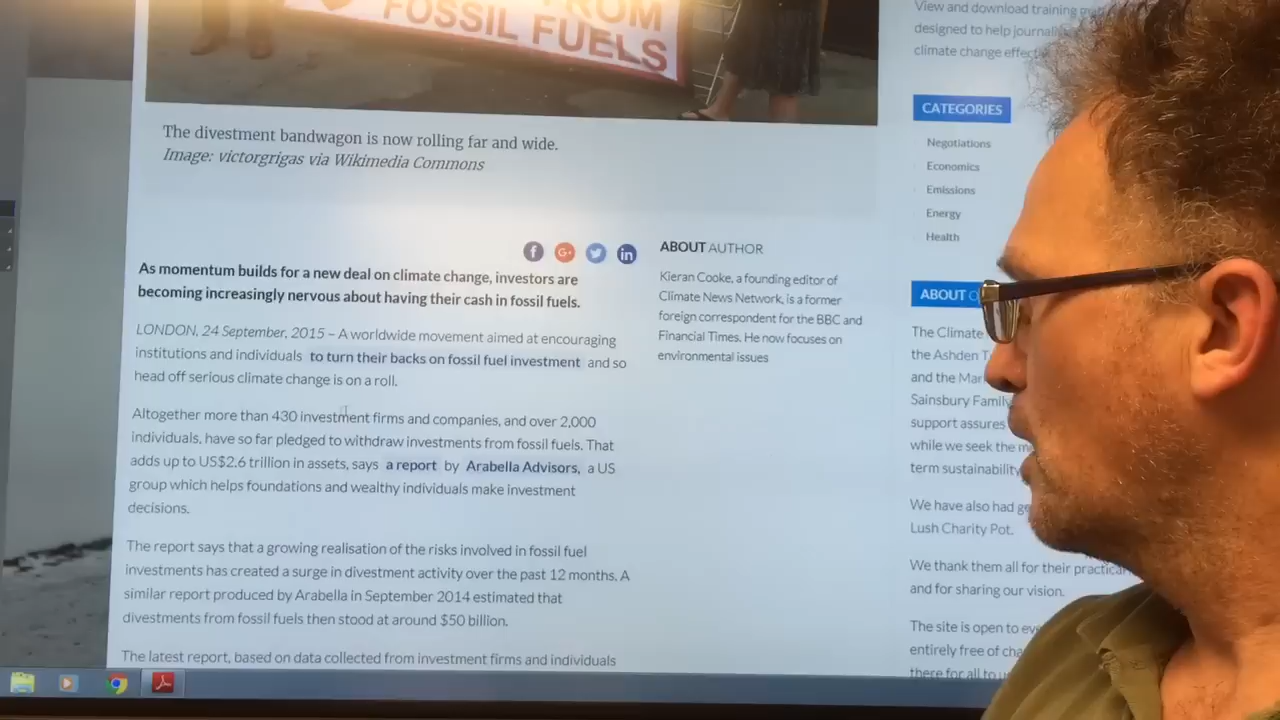 FROM
FOSSIL FUELS
The divestment bandwagon is now rolling far and wide.
Image: victorgrigas via Wikimedia Commons
As momentum builds for a new deal on climate change, investors are
becoming increasingly nervous about having their cash in fossil fuels.
LONDON, 24 September, 2015 – A worldwide movement aimed at encouraging
institutions and individuals to turn their backs on fossil fuel investment and so
head off serious climate change is on a roll.
Altogether more than 430 investment firms and companies, and over 2,000
individuals, have so far pledged to withdraw investments from fossil fuels. That
adds up to US$2.6 trillion in assets, says a report by Arabella Advisors, a US
group which helps foundations and wealthy individuals make investment
decisions.
The report says that a growing realisation of the risks involved in fossil fuel
investments has created a surge in divestment activity over the past 12 months. A
similar report produced by Arabella in September 2014 estimated that
divestments from fossil fuels then stood at around $50 billion.
The latest report, based on data collected from investment firms and individuals
f
G+
in
ABOUT AUTHOR
Kieran Cooke, a founding editor of
Climate News Network, is a former
foreign correspondent for the BBC and
Financial Times. He now focuses on
environmental issues
View and download training
designed to help
climate change
CATEGORIES
Negotiations
Economics
Emissions
Energy
Health
ABOUT
The Climate
the Ashden
and the
Sainsbury Family
support assures
while we seek the
term sustainability
We have also had
Lush Charity Pot.
We thank them all for their
and for sharing our vision.
The site is open to
entirely free of
there for all to